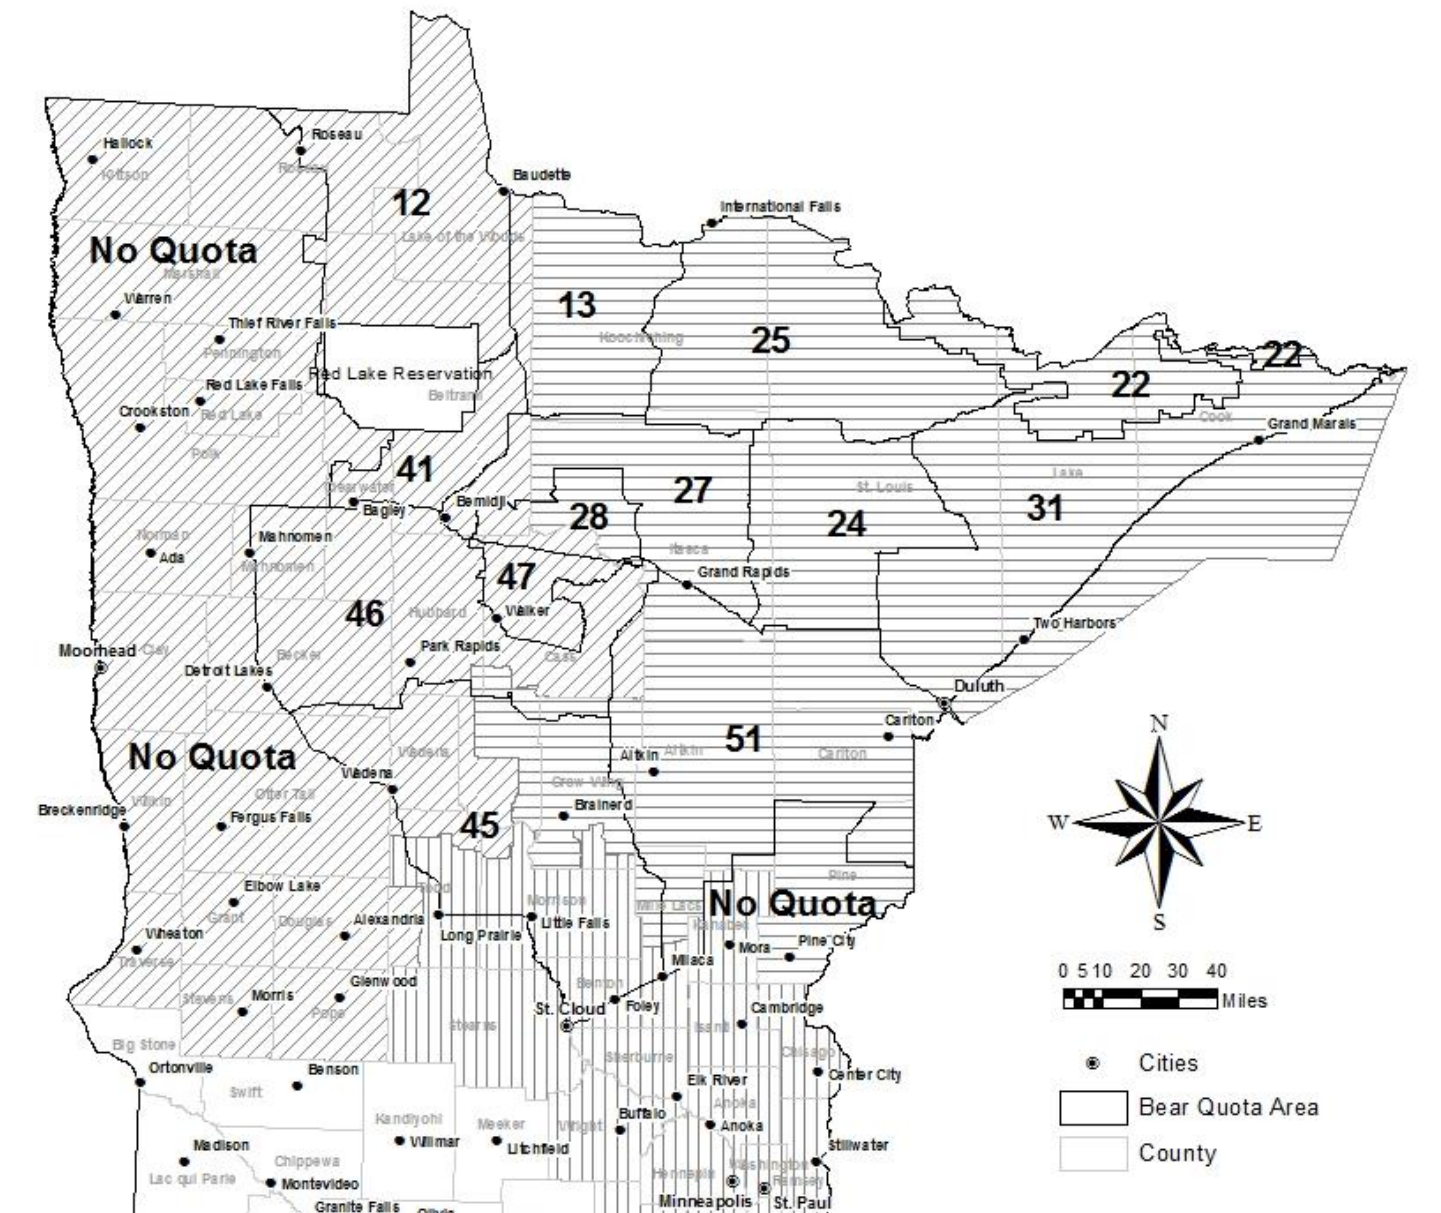 Roseau
Hallock
Kittson
Roseau
Baudette
12
International Falls
Lake of the Woods
No Quota
Marshall
Warren
13
Thief River Falls
Koochiching
25
Pennington
22
22
Red Lake Reservation
Red Lake Falls
Beltrami
Crookston
Red Lake
Cook
Grand Marais
Polk
41
Lake
Clearwater
27
St. Louis
Bagley
Bemidji
28
31
24
Norman
Mahnomen
Itasca
Ada
Mahnomen
47
Grand Rapids
46
Hubbard
Walker
Two Harbors
Moorhead
Clay
Becker
Park Rapids
Cass
Detroit Lakes
Duluth
Carlton
N
No Quota
Wadena
51
Aitkin
Aitkin
Carlton
Wadena
Crow Wing
Wilkin
Otter Tail
Breckenridge
Fergus Falls
45
Brainerd
W
E
Pine
Elbow Lake
Todd
Morrison
Mille Lacs
No Quota
Grant
Douglas
Alexandria
Little Falls
Kanabec
S
Wheaton
Long Prairie
Mora
Pine City
Traverse
Milaca
Glenwood
Benton
0 5 10 20 30 40
Stevens
Morris
Miles
Pope
St. Cloud
Foley
Cambridge
Stearns
Isanti
Big Stone
Sherburne
Chisago
Cities
Ortonville
Benson
Elk River
Center City
Swift
Anoka
Bear Quota Area
Kandiyohi
Meeker
Wright
Buffalo
Anoka
Madison
Willmar
Litchfield
Stillwater
County
Chippewa
Washington
Lac qui Parle
Hennepin
Ramsey
Montevideo
Minneapolis
St. Paul
Granite Falls
Olivia